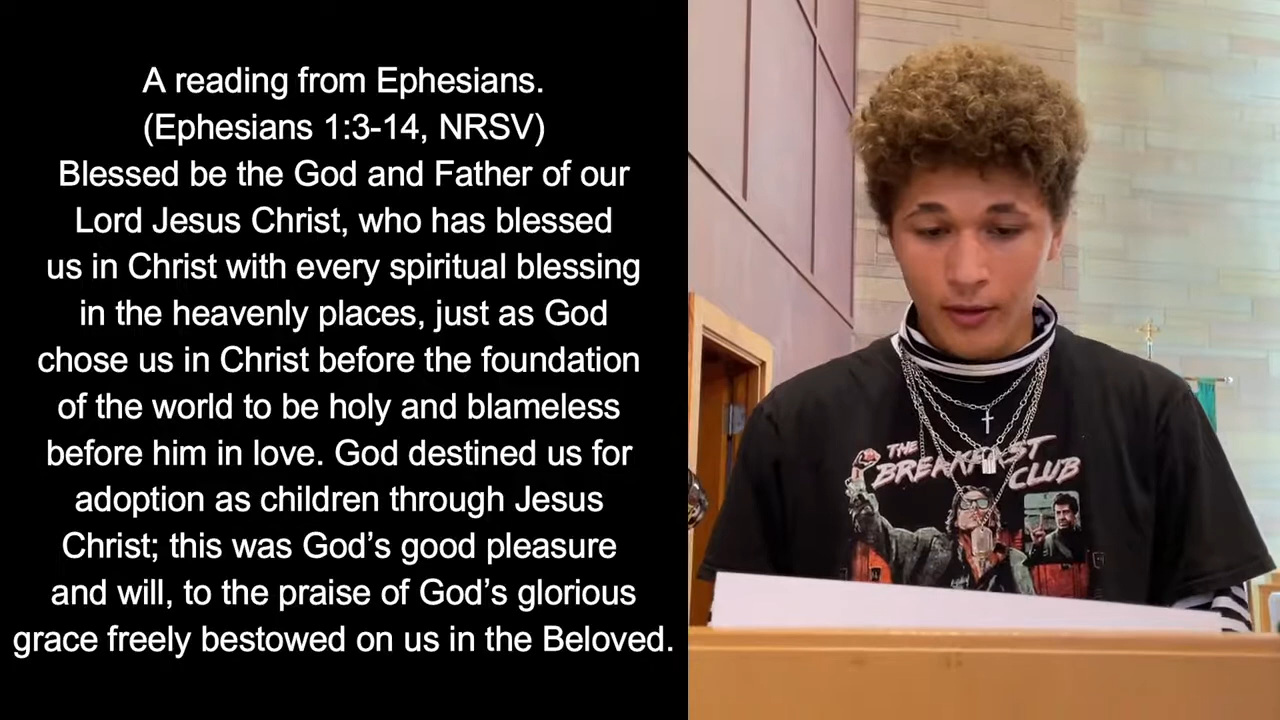 A reading from Ephesians.
(Ephesians 1:3-14, NRSV)
Blessed be the God and Father of our
Lord Jesus Christ, who has blessed
us in Christ with every spiritual blessing
in the heavenly places, just as God
chose us in Christ before the foundation
of the world to be holy and blameless
before him in love. God destined us for
adoption as children through Jesus
Christ; this was God’s good pleasure
and will, to the praise of God’s glorious
grace freely bestowed on us in the Beloved.
THE
BREAKFAST
CLUB